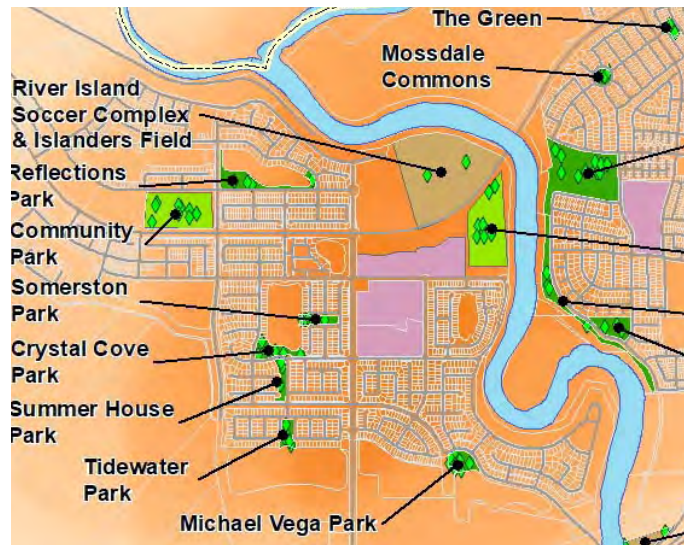 The Green
Mossdale
Commons
River Island
Soccer Complex
& Islanders Field
Reflections
Park
Community
Park
Somerston
Park
Crystal Cove
Park
Summer House
Park
Tidewater
Park
Michael Vega Park